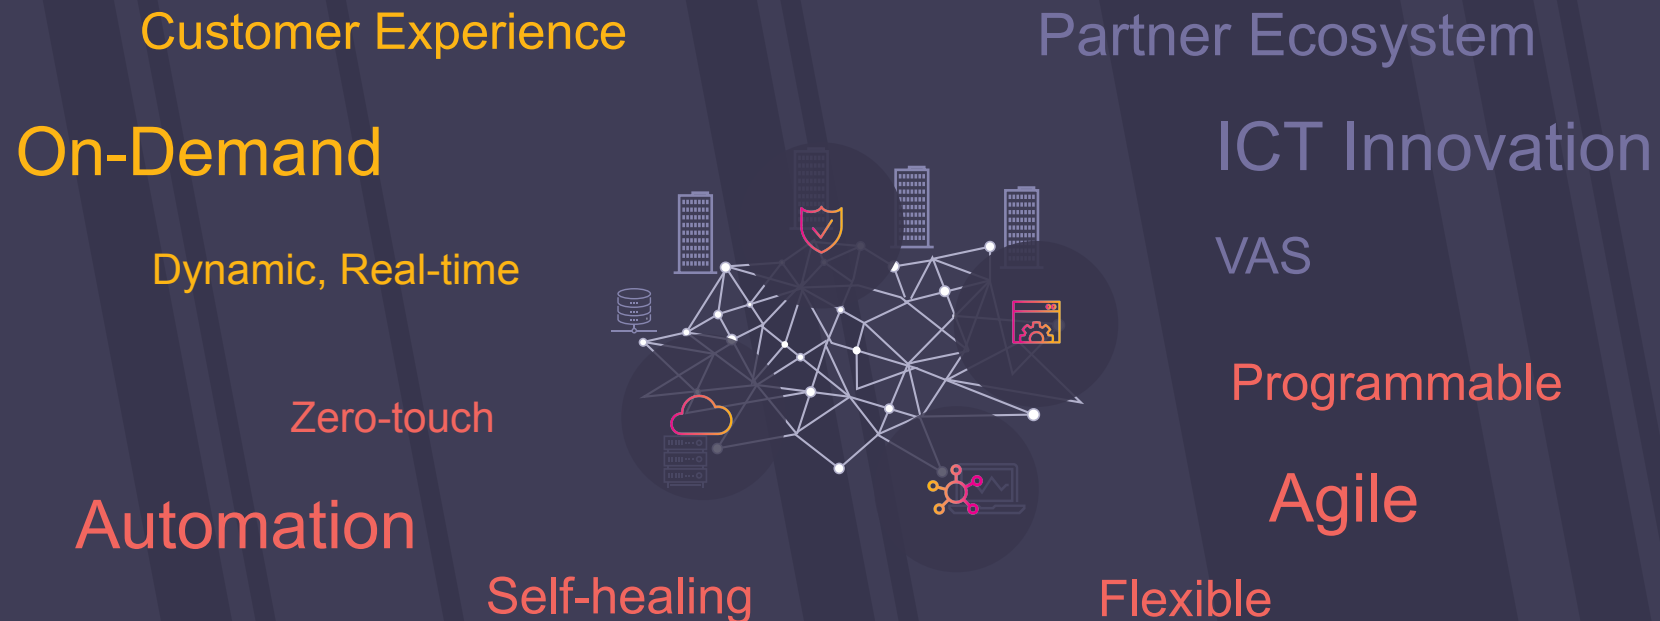 Customer Experience
Partner Ecosystem
On-Demand
ICT Innovation
Dynamic, Real-time
VAS
Zero-touch
Programmable
Automation
Agile
Self-healing
Flexible